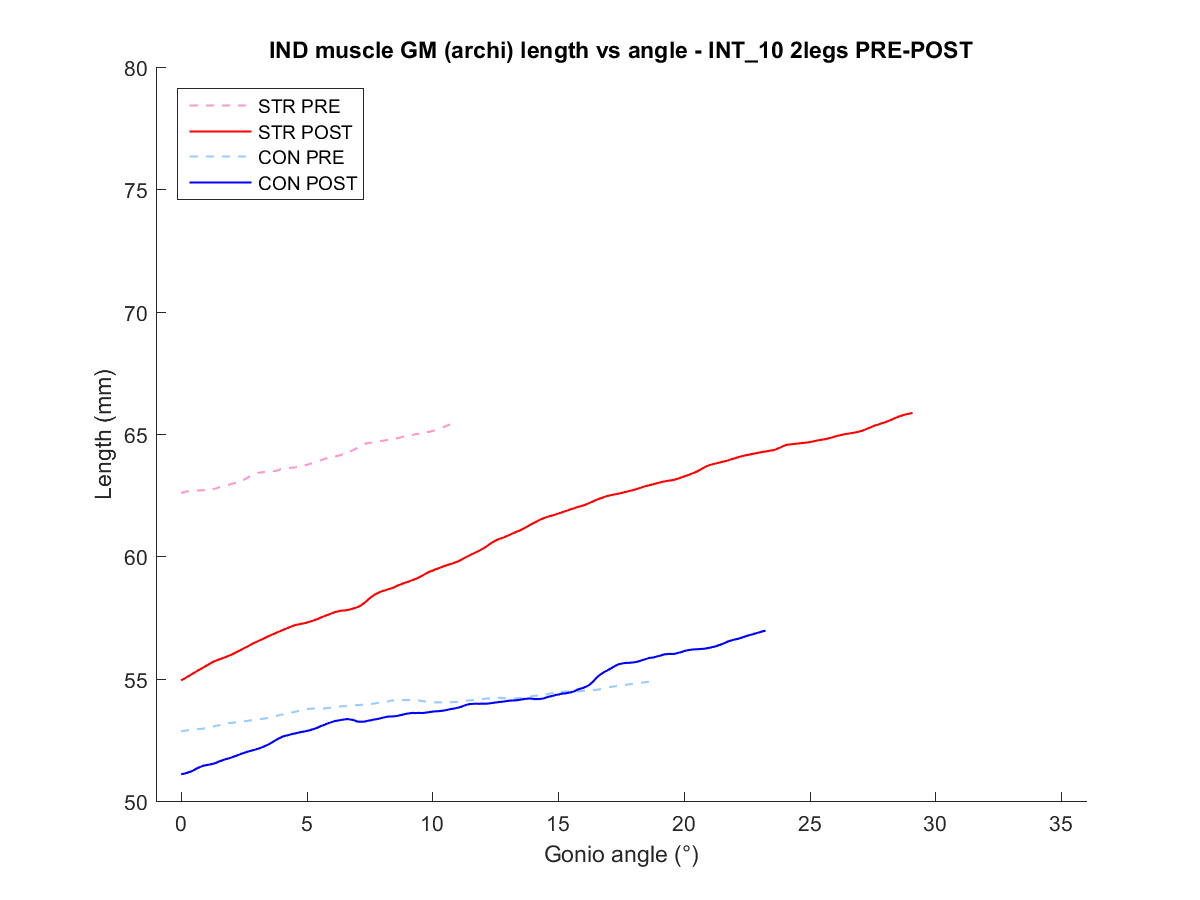 IND muscle GM (archi) length vs angle - INT_10 2legs PRE-POST
80
75
70
65
60
55
50
Length (mm)
STR PRE
STR POST
CON PRE
CON POST
0 5 10 15 20 25 30 35
Gonio angle (°)